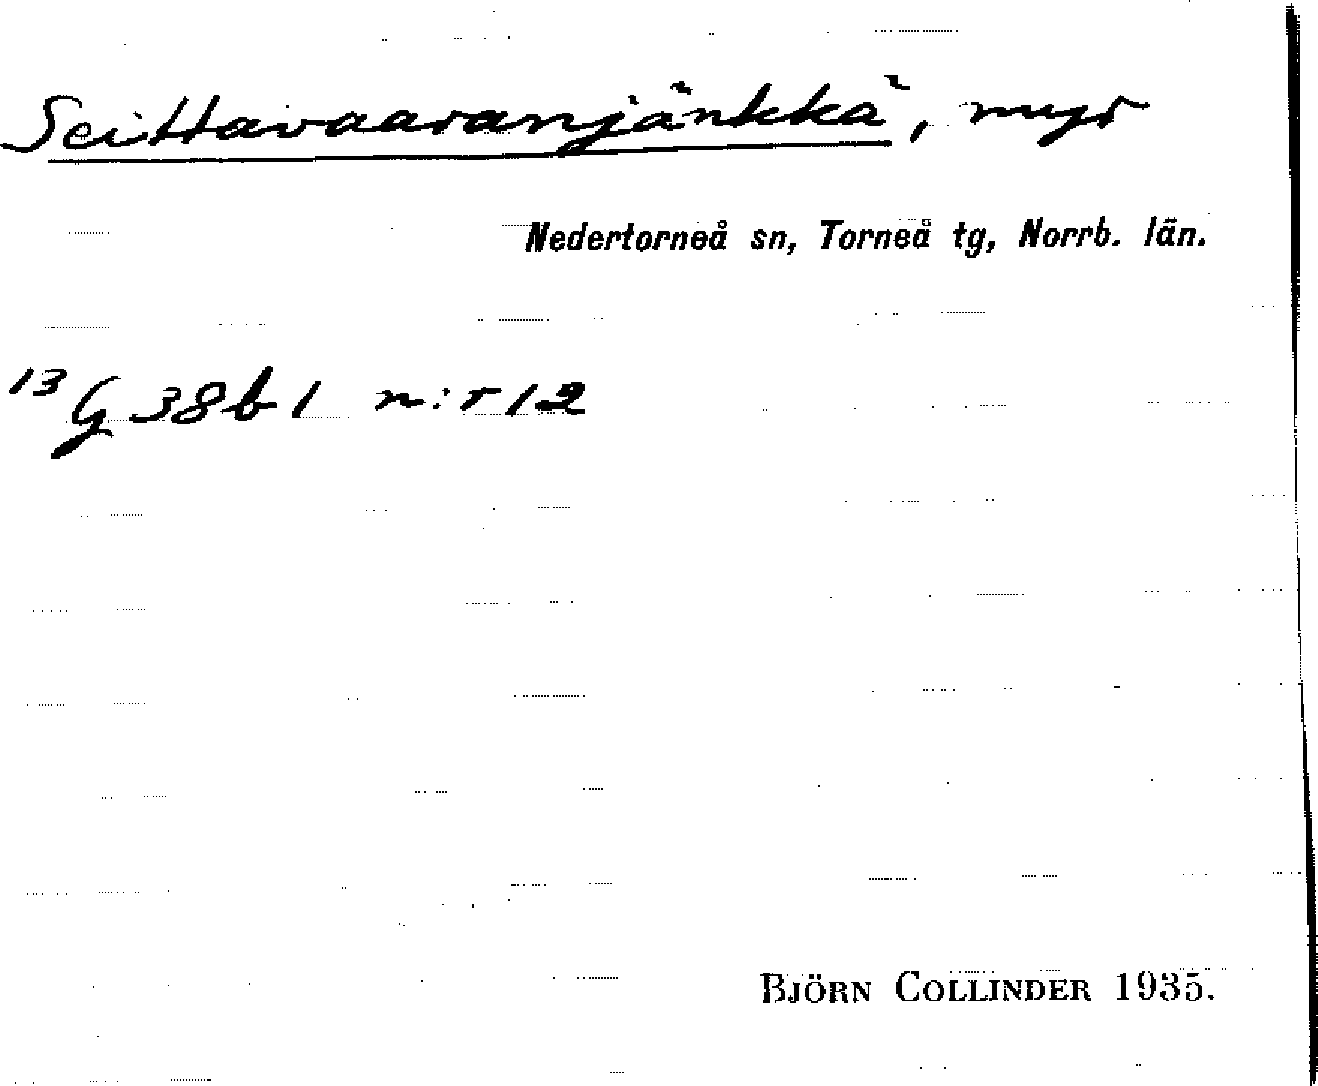 Seittavaaranjänkkä, myr
Nedertorneå sn, Torneå tg, Norrb. län.
13 G 38 b 1 n:r 12
BJÖRN COLLINDER 1935.